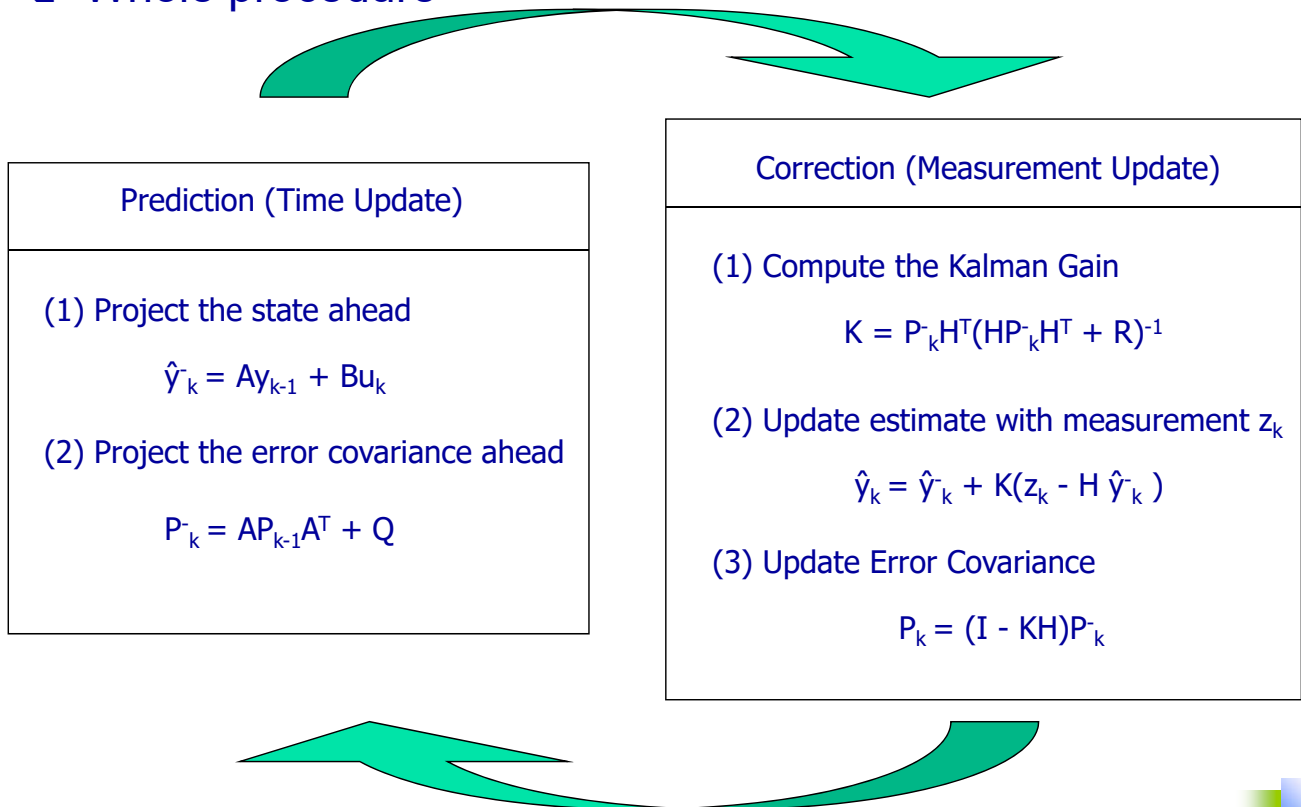 Whole procedure
Prediction (Time Update)
(1) Project the state ahead
ŷ⁻ₖ = Ayₖ₋₁ + Buₖ
(2) Project the error covariance ahead
P⁻ₖ = APₖ₋₁Aᵀ + Q
Correction (Measurement Update)
(1) Compute the Kalman Gain
K = P⁻ₖHᵀ(HP⁻ₖHᵀ + R)⁻¹
(2) Update estimate with measurement zₖ
ŷₖ = ŷ⁻ₖ + K(zₖ - H ŷ⁻ₖ )
(3) Update Error Covariance
Pₖ = (I - KH)P⁻ₖ